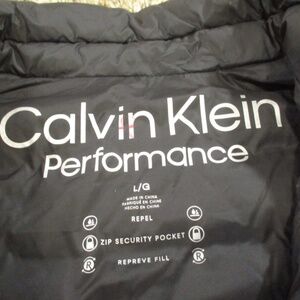 Calvin Klein
Performance
L/G
MADE IN CHINA
FABRIQUÉ EN CHINE
HECHO EN CHINA
REPEL
ZIP SECURITY POCKET
REPREVE FILL
R R